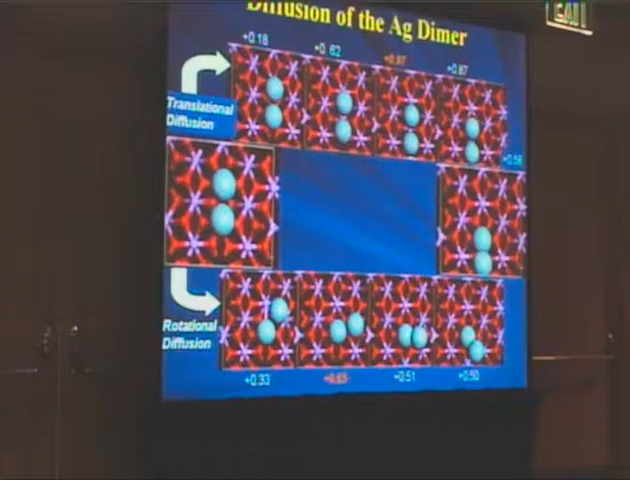 Diffusion of the Ag Dimer
+0.18 +0.62 +0.97 +0.87
Translational
Diffusion
+0.58
Rotational
Diffusion
+0.33 +0.65 +0.51 +0.50
EXIT